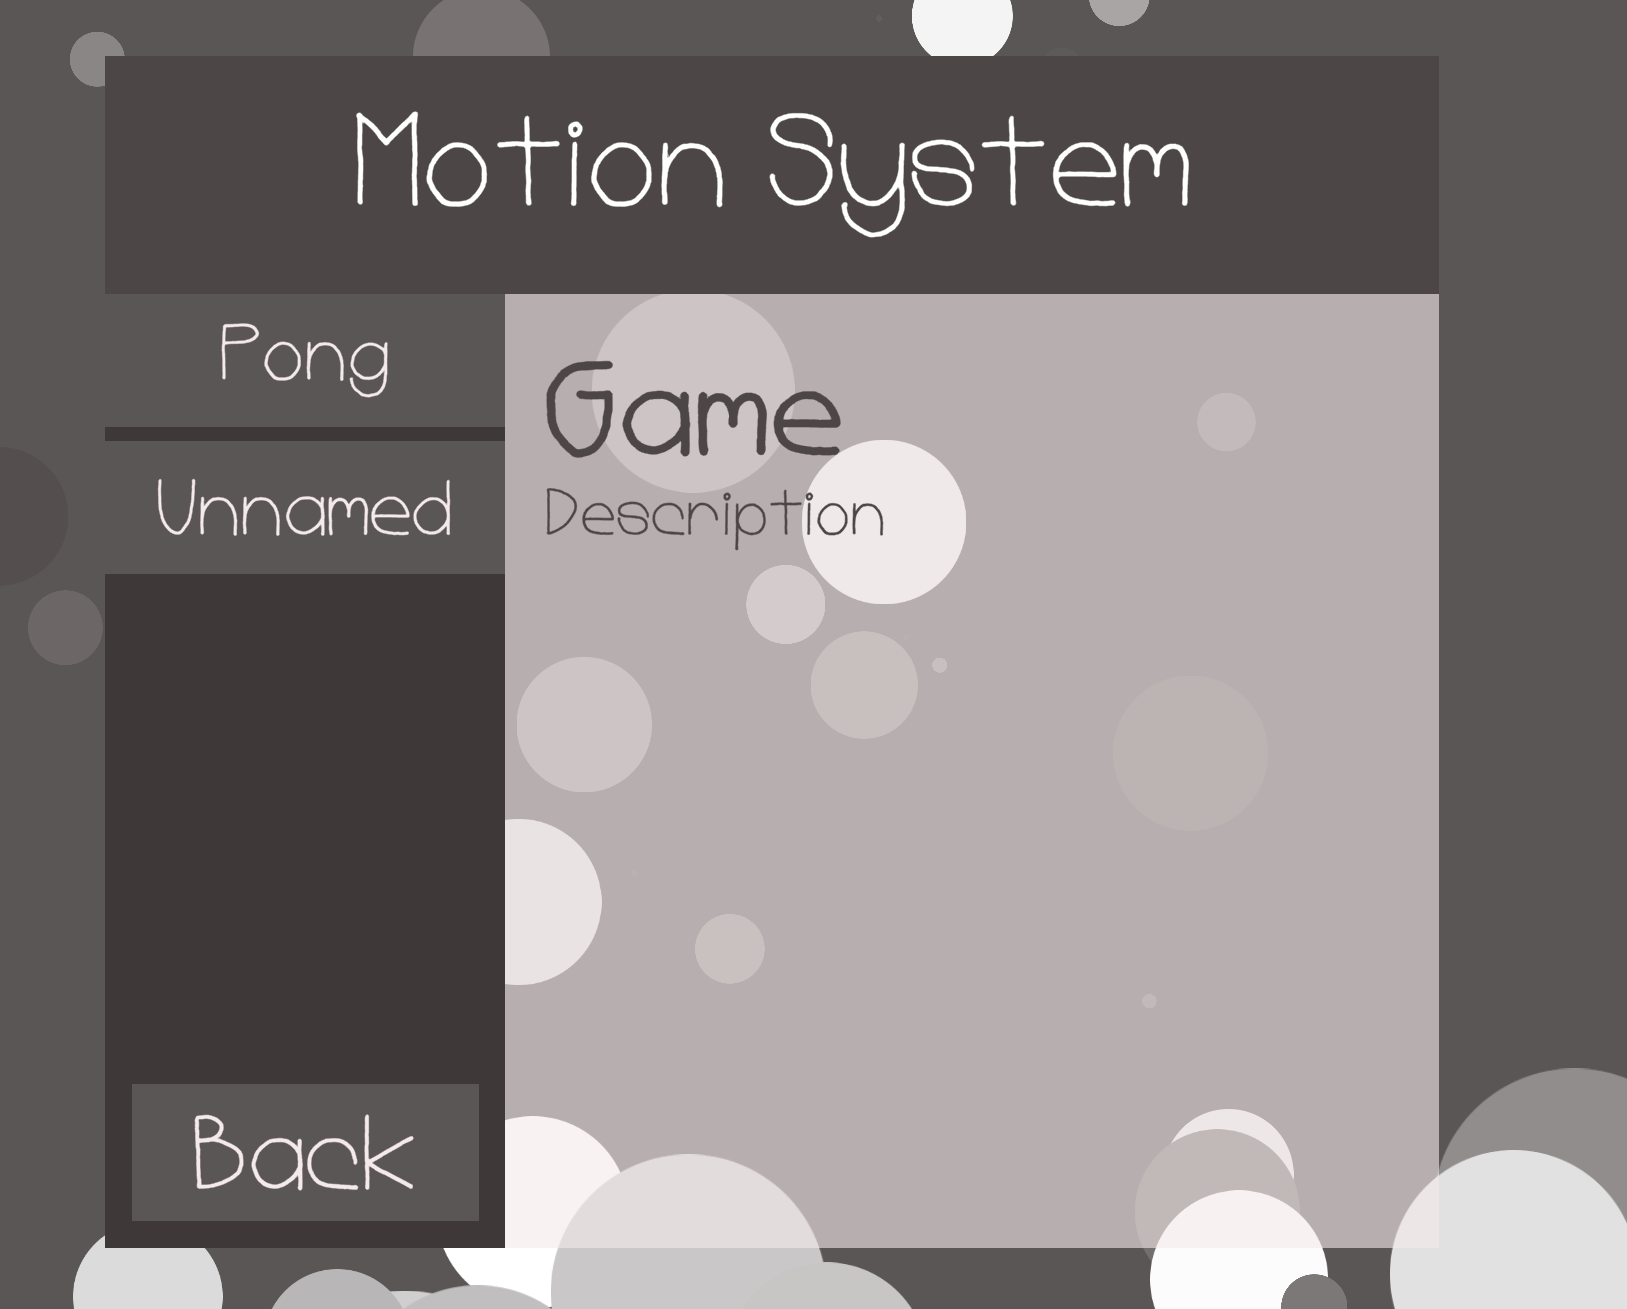 Motion System
Pong
Unnamed
Back
Game
Description